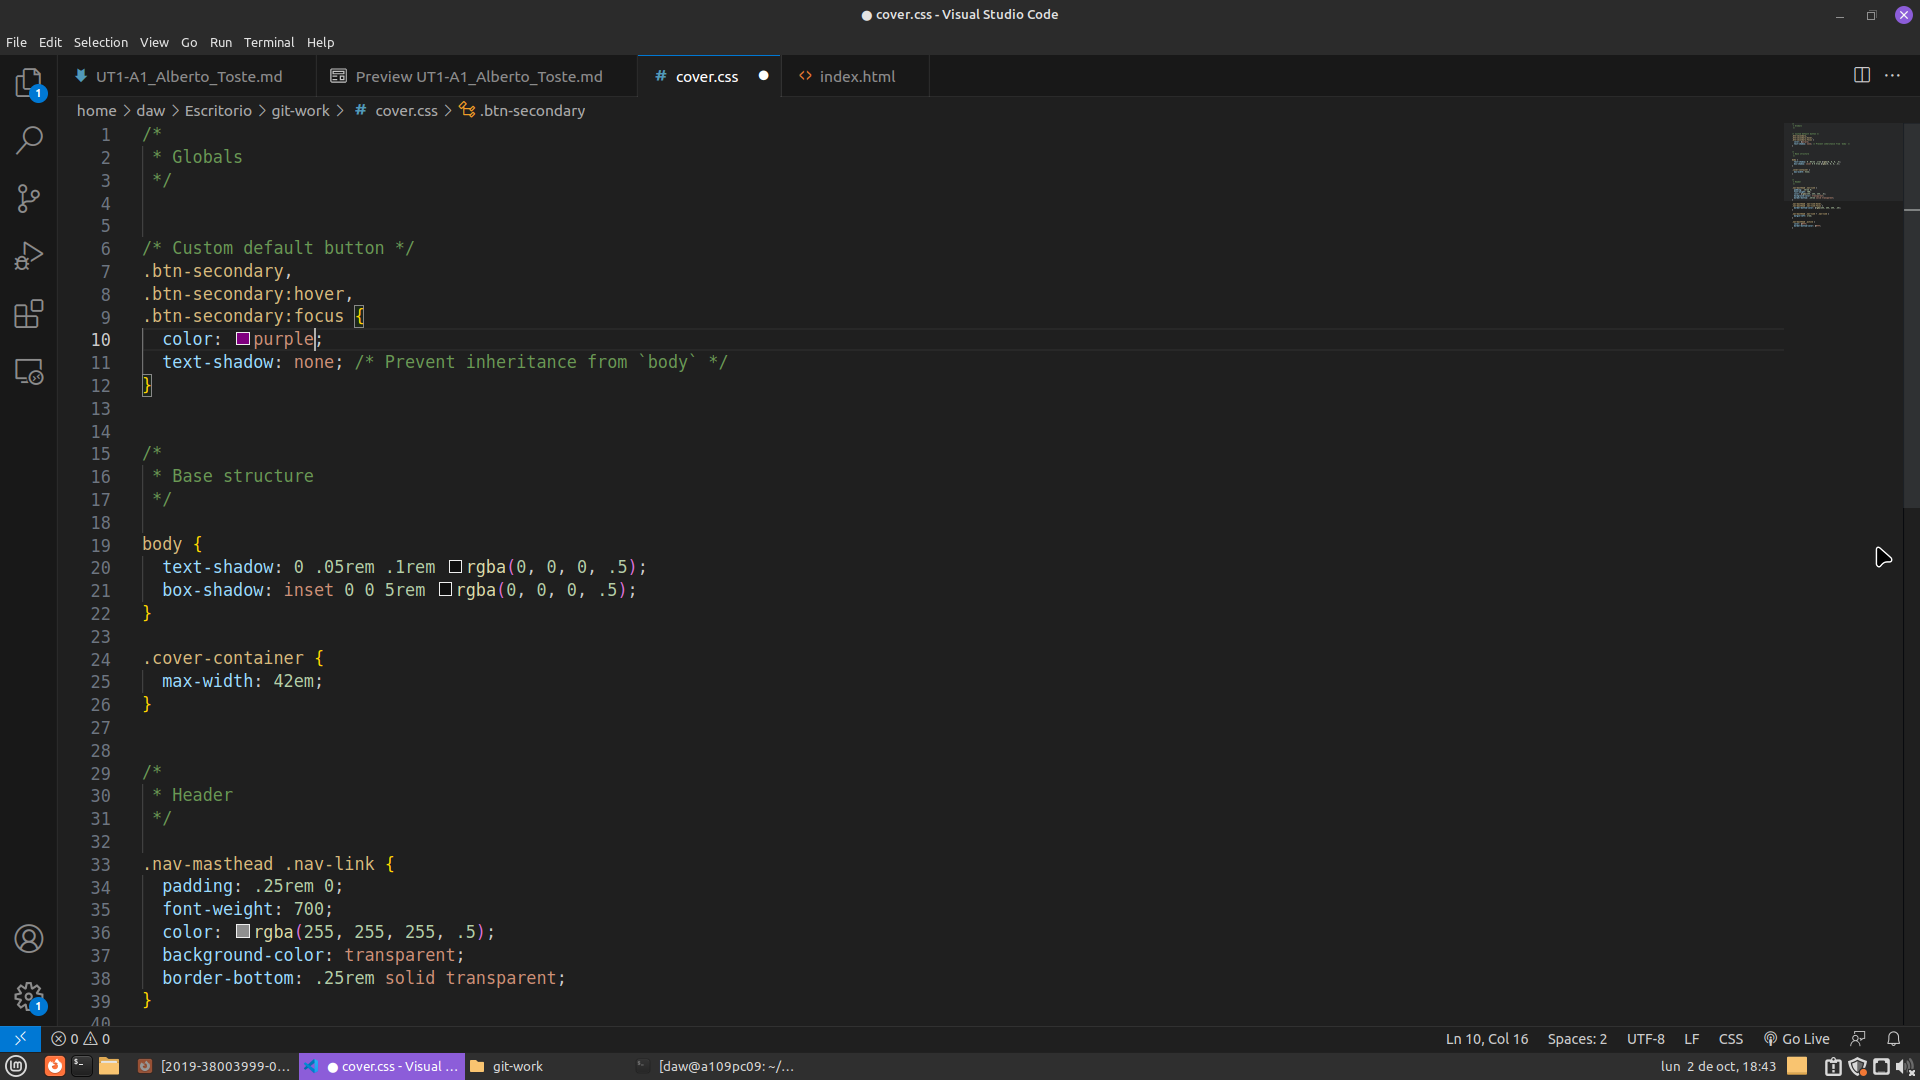 ● cover.css - Visual Studio Code
File Edit Selection View Go Run Terminal Help
UT1-A1_Alberto_Toste.md Preview UT1-A1_Alberto_Toste.md # cover.css ● <> index.html
home > daw > Escritorio > git-work > # cover.css > .btn-secondary
1 /*
2  * Globals
3  */
4
5
6 /* Custom default button */
7 .btn-secondary,
8 .btn-secondary:hover,
9 .btn-secondary:focus {
10   color: purple;
11   text-shadow: none; /* Prevent inheritance from `body` */
12 }
13
14
15 /*
16  * Base structure
17  */
18
19 body {
20   text-shadow: 0 .05rem .1rem rgba(0, 0, 0, .5);
21   box-shadow: inset 0 0 5rem rgba(0, 0, 0, .5);
22 }
23
24 .cover-container {
25   max-width: 42em;
26 }
27
28
29 /*
30  * Header
31  */
32
33 .nav-masthead .nav-link {
34   padding: .25rem 0;
35   font-weight: 700;
36   color: rgba(255, 255, 255, .5);
37   background-color: transparent;
38   border-bottom: .25rem solid transparent;
39 }
40
1
1
0 0 Ln 10, Col 16 Spaces: 2 UTF-8 LF CSS Go Live
[2019-38003999-0... ● cover.css - Visual ... git-work [daw@a109pc09: ~/... lun 2 de oct, 18:43